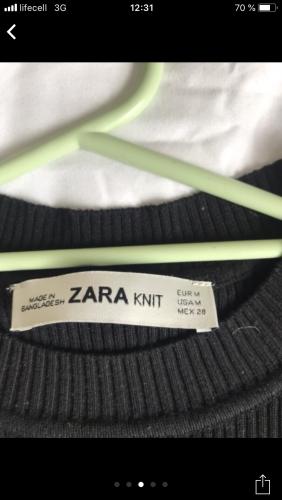 lifecell 3G 12:31 70 %
MADE IN
BANGLADESH
ZARA KNIT
EUR M
USA M
MEX 28